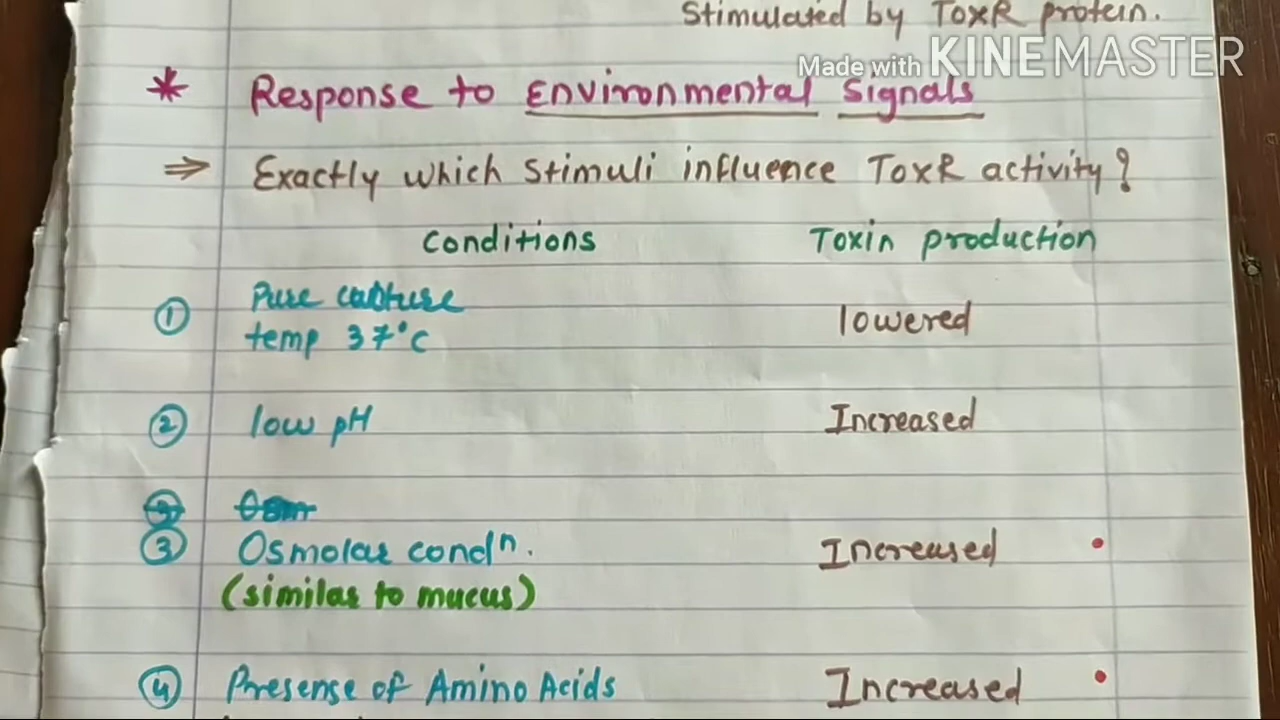 Stimulated by ToxR protein.
Made with KINEMASTER
* Response to Environmental Signals
⇒ Exactly which Stimuli influence ToxR activity?
Conditions Toxin production
① Pure culture
temp 37°C lowered
② low pH Increased
③ Osmolar condⁿ. Increased
(similar to mucus)
④ Presense of Amino Acids Increased